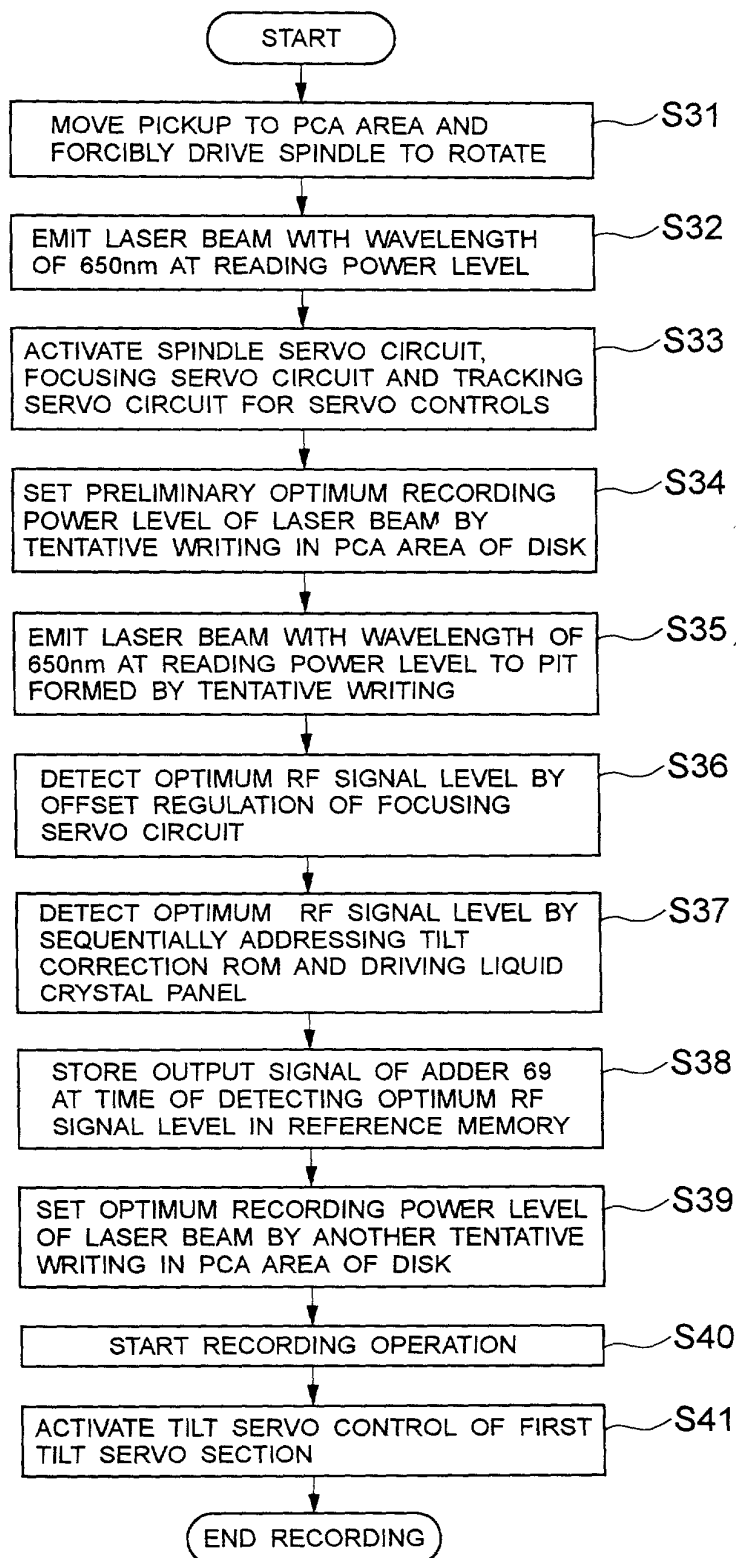 START
S31
MOVE PICKUP TO PCA AREA AND
FORCIBLY DRIVE SPINDLE TO ROTATE
S32
EMIT LASER BEAM WITH WAVELENGTH
OF 650nm AT READING POWER LEVEL
S33
ACTIVATE SPINDLE SERVO CIRCUIT,
FOCUSING SERVO CIRCUIT AND TRACKING
SERVO CIRCUIT FOR SERVO CONTROLS
S34
SET PRELIMINARY OPTIMUM RECORDING
POWER LEVEL OF LASER BEAM BY
TENTATIVE WRITING IN PCA AREA OF DISK
S35
EMIT LASER BEAM WITH WAVELENGTH OF
650nm AT READING POWER LEVEL TO PIT
FORMED BY TENTATIVE WRITING
S36
DETECT OPTIMUM RF SIGNAL LEVEL BY
OFFSET REGULATION OF FOCUSING
SERVO CIRCUIT
S37
DETECT OPTIMUM RF SIGNAL LEVEL BY
SEQUENTIALLY ADDRESSING TILT
CORRECTION ROM AND DRIVING LIQUID
CRYSTAL PANEL
S38
STORE OUTPUT SIGNAL OF ADDER 69
AT TIME OF DETECTING OPTIMUM RF
SIGNAL LEVEL IN REFERENCE MEMORY
S39
SET OPTIMUM RECORDING POWER LEVEL
OF LASER BEAM BY ANOTHER TENTATIVE
WRITING IN PCA AREA OF DISK
S40
START RECORDING OPERATION
S41
ACTIVATE TILT SERVO CONTROL OF FIRST
TILT SERVO SECTION
END RECORDING